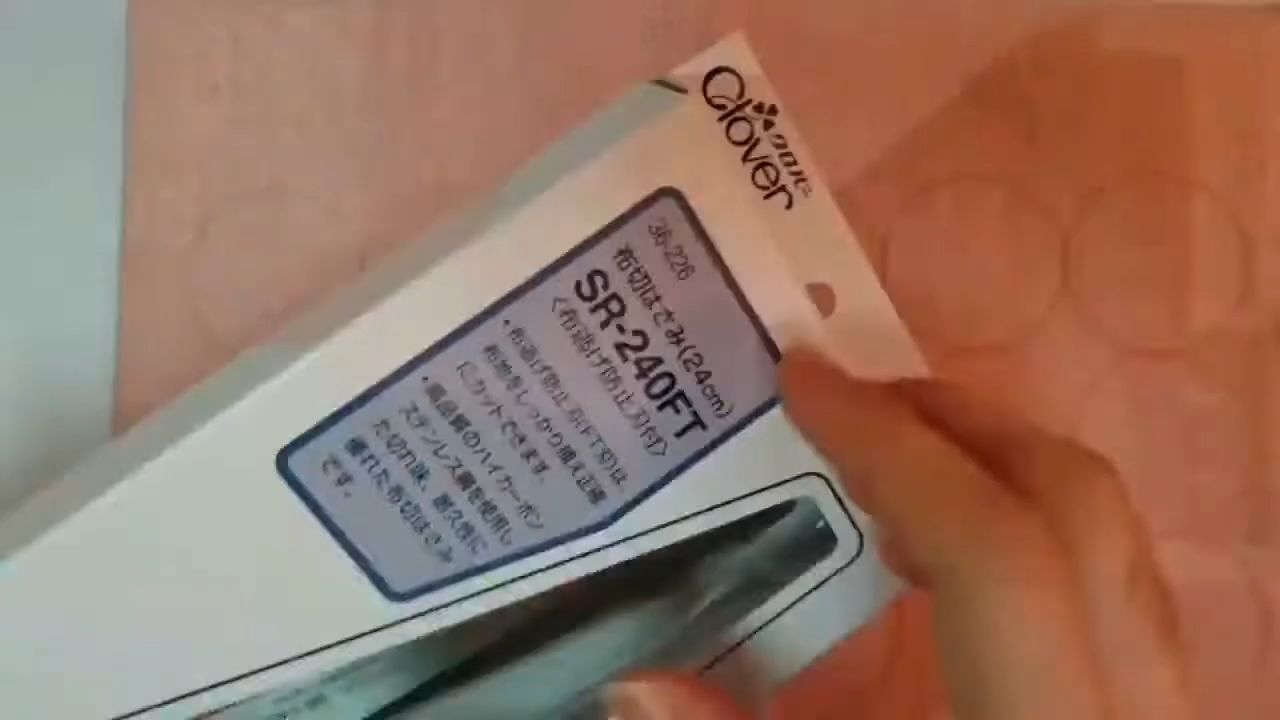 Clover
クロバー
36-226
布切はさみ(24cm)
SR-240FT
〈布逃げ防止刃付〉
・布逃げ防止刃(FT刃)は、
布地をしっかり捕え正確
にカットできます。
・高品質のハイカーボン
ステンレス鋼を使用し
た切れ味、耐久性に
優れた布切はさみ
です。